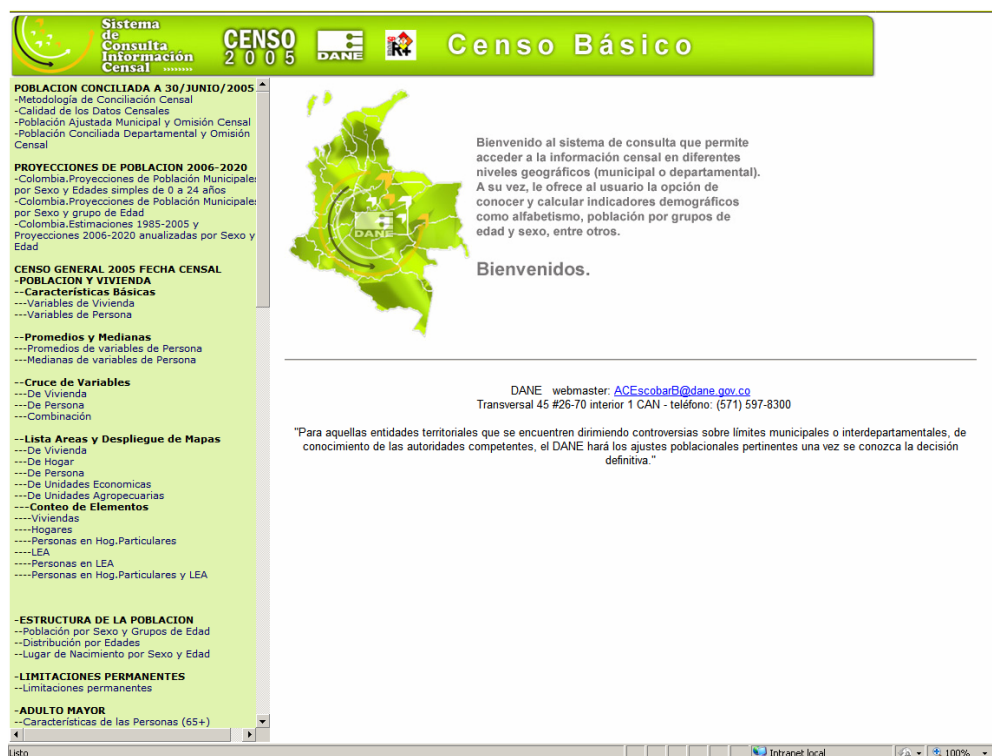 Sistema
de
Consulta
Información
Censal ........
CENSO
2005
DANE
R+
Censo Básico
POBLACION CONCILIADA A 30/JUNIO/2005
-Metodología de Conciliación Censal
-Calidad de los Datos Censales
-Población Ajustada Municipal y Omisión Censal
-Población Conciliada Departamental y Omisión
Censal
PROYECCIONES DE POBLACION 2006-2020
-Colombia.Proyecciones de Población Municipales
por Sexo y Edades simples de 0 a 24 años
-Colombia.Proyecciones de Población Municipales
por Sexo y grupo de Edad
-Colombia.Estimaciones 1985-2005 y
Proyecciones 2006-2020 anualizadas por Sexo y
Edad
CENSO GENERAL 2005 FECHA CENSAL
-POBLACION Y VIVIENDA
--Características Básicas
---Variables de Vivienda
---Variables de Persona
--Promedios y Medianas
---Promedios de variables de Persona
---Medianas de variables de Persona
--Cruce de Variables
---De Vivienda
---De Persona
---Combinación
--Lista Areas y Despliegue de Mapas
---De Vivienda
---De Hogar
---De Persona
---De Unidades Economicas
---De Unidades Agropecuarias
---Conteo de Elementos
----Viviendas
----Hogares
----Personas en Hog.Particulares
----LEA
----Personas en LEA
----Personas en Hog.Particulares y LEA
-ESTRUCTURA DE LA POBLACION
--Población por Sexo y Grupos de Edad
--Distribución por Edades
--Lugar de Nacimiento por Sexo y Edad
-LIMITACIONES PERMANENTES
--Limitaciones permanentes
-ADULTO MAYOR
--Características de las Personas (65+)
DANE
Bienvenido al sistema de consulta que permite
acceder a la información censal en diferentes
niveles geográficos (municipal o departamental).
A su vez, le ofrece al usuario la opción de
conocer y calcular indicadores demográficos
como alfabetismo, población por grupos de
edad y sexo, entre otros.
Bienvenidos.
DANE webmaster: ACEscobarB@dane.gov.co
Transversal 45 #26-70 interior 1 CAN - teléfono: (571) 597-8300
"Para aquellas entidades territoriales que se encuentren dirimiendo controversias sobre límites municipales o interdepartamentales, de
conocimiento de las autoridades competentes, el DANE hará los ajustes poblacionales pertinentes una vez se conozca la decisión
definitiva."
Listo
Intranet local
100%